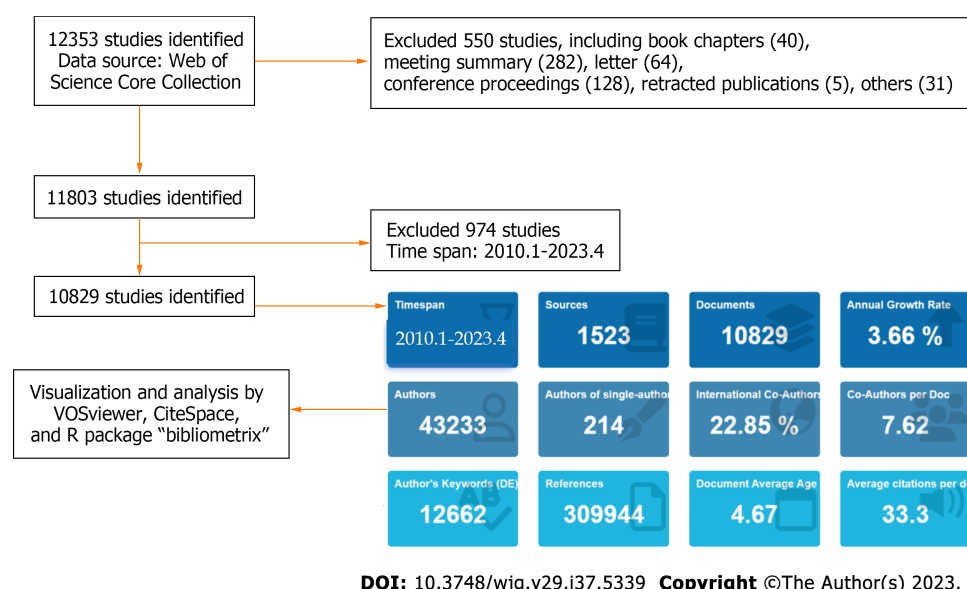 12353 studies identified
Data source: Web of
Science Core Collection
Excluded 550 studies, including book chapters (40),
meeting summary (282), letter (64),
conference proceedings (128), retracted publications (5), others (31)
11803 studies identified
Excluded 974 studies
Time span: 2010.1-2023.4
10829 studies identified
Timespan
2010.1-2023.4
Sources
1523
Documents
10829
Annual Growth Rate
3.66 %
Visualization and analysis by
VOSviewer, CiteSpace,
and R package “bibliometrix”
Authors
43233
Authors of single-author
214
International Co-Authors
22.85 %
Co-Authors per Doc
7.62
Author's Keywords (DE)
12662
AB
References
309944
Document Average Age
4.67
Average citations per d
33.3
DOI: 10.3748/wjg.v29.i37.5339 Copyright ©The Author(s) 2023.